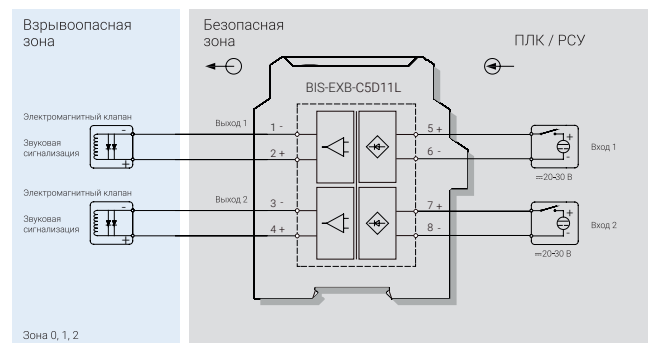 Взрывоопасная
зона
Безопасная
зона
ПЛК / РСУ
BIS-EXB-C5D11L
Электромагнитный клапан
Звуковая
сигнализация
-
+
Выход 1
1 -
2 +
5 +
6 -
+
-
Вход 1
⎓20-30 В
Электромагнитный клапан
Звуковая
сигнализация
-
+
Выход 2
3 -
4 +
7 +
8 -
+
-
Вход 2
⎓20-30 В
Зона 0, 1, 2